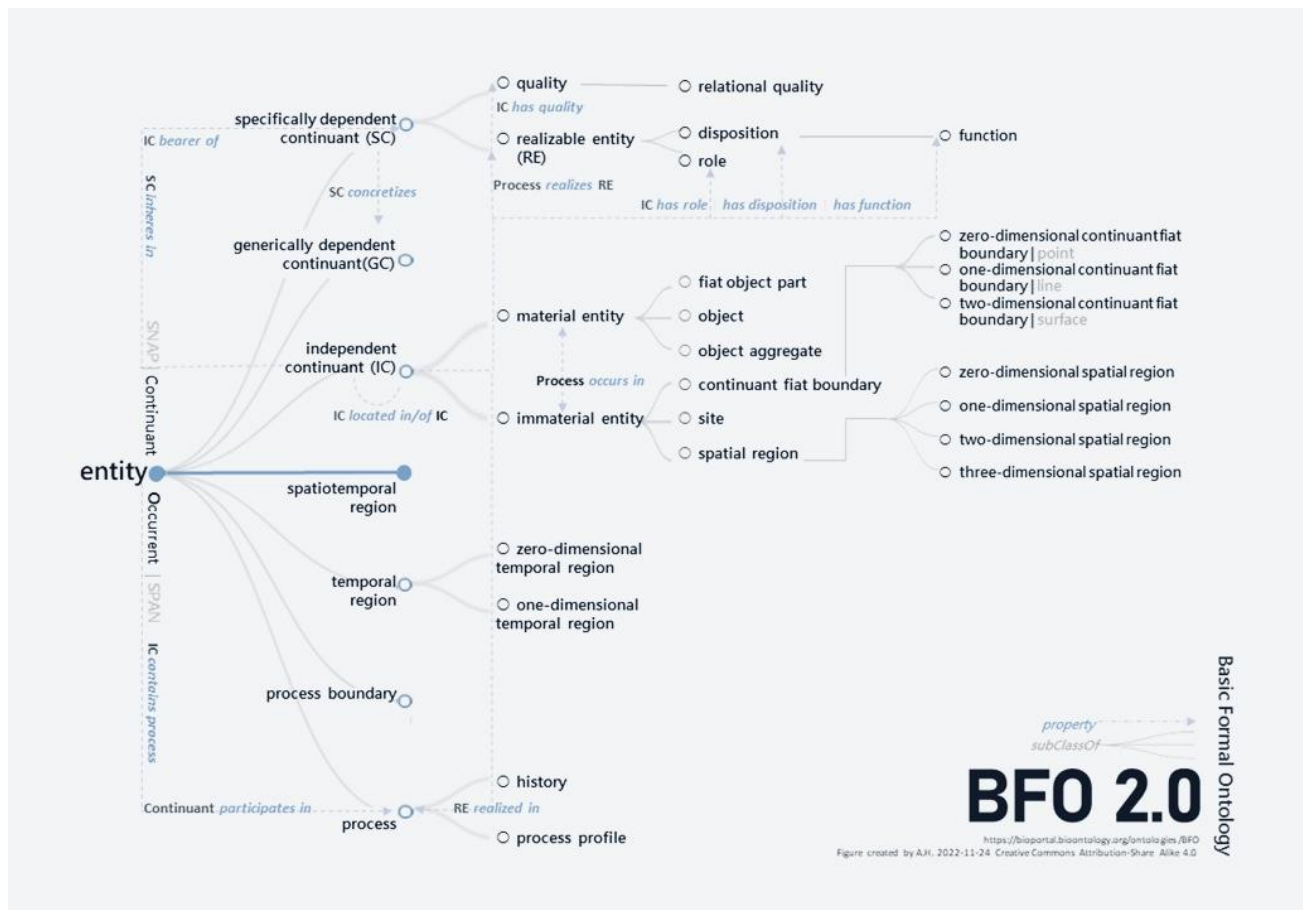 quality
relational quality
IC has quality
specifically dependent
continuant (SC)
IC bearer of
realizable entity
(RE)
disposition
role
function
SC inheres in
SC concretizes
Process realizes RE
IC has role
has disposition
has function
generically dependent
continuant(GC)
zero-dimensional continuant fiat
boundary | point
one-dimensional continuant fiat
boundary | line
two-dimensional continuant fiat
boundary | surface
fiat object part
material entity
object
object aggregate
independent
continuant (IC)
IC located in/of IC
Process occurs in
continuant fiat boundary
immaterial entity
site
spatial region
zero-dimensional spatial region
one-dimensional spatial region
two-dimensional spatial region
three-dimensional spatial region
Continuant | SNAP
entity
Occurrent | SPAN
spatiotemporal
region
zero-dimensional
temporal region
temporal
region
one-dimensional
temporal region
IC contains process
process boundary
history
Continuant participates in
RE realized in
process
process profile
property
subClassOf
BFO 2.0
Basic Formal Ontology
https://bioportal.bioontology.org/ontologies/BFO
Figure created by A.H. 2022-11-24 Creative Commons Attribution-Share Alike 4.0